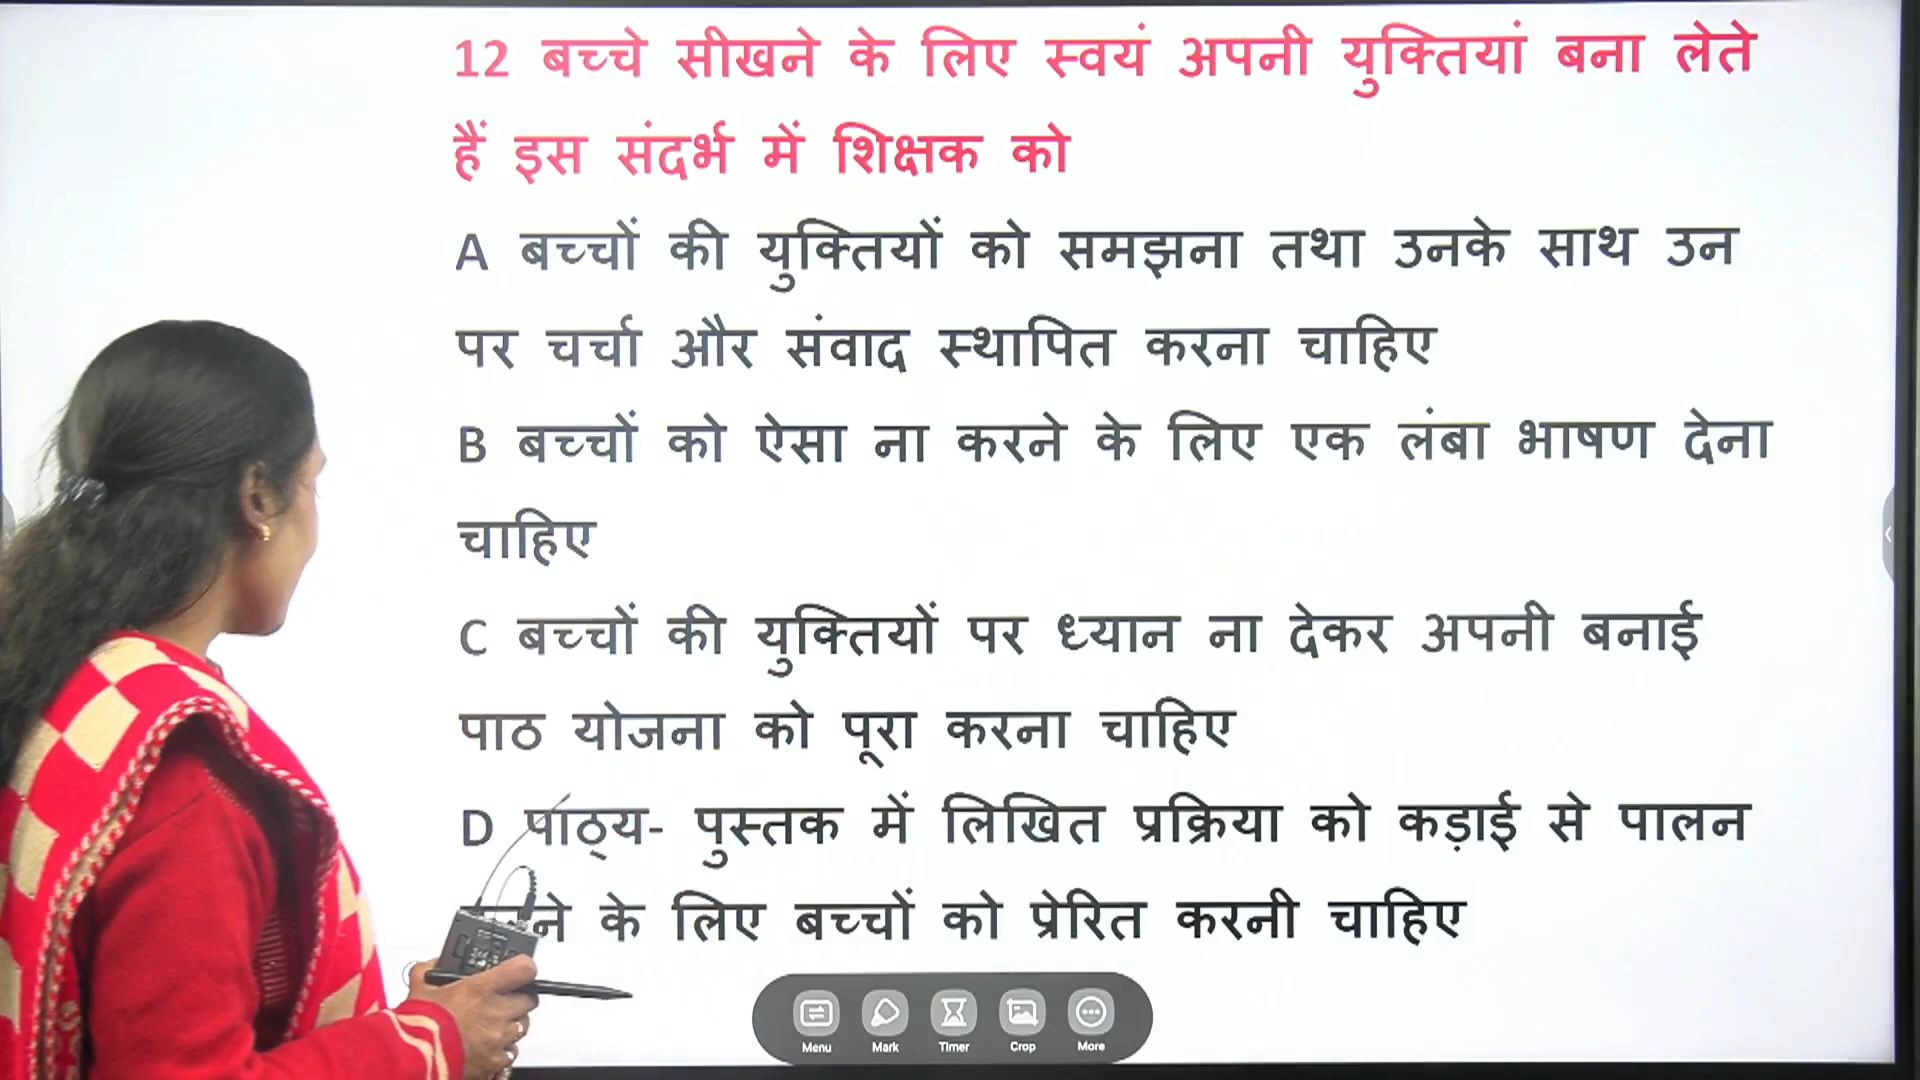 12 बच्चे सीखने के लिए स्वयं अपनी युक्तियां बना लेते
हैं इस संदर्भ में शिक्षक को
A बच्चों की युक्तियों को समझना तथा उनके साथ उन
पर चर्चा और संवाद स्थापित करना चाहिए
B बच्चों को ऐसा ना करने के लिए एक लंबा भाषण देना
चाहिए
C बच्चों की युक्तियों पर ध्यान ना देकर अपनी बनाई
पाठ योजना को पूरा करना चाहिए
D पाठ्य- पुस्तक में लिखित प्रक्रिया को कड़ाई से पालन
के लिए बच्चों को प्रेरित करनी चाहिए
Menu Mark Timer Crop More